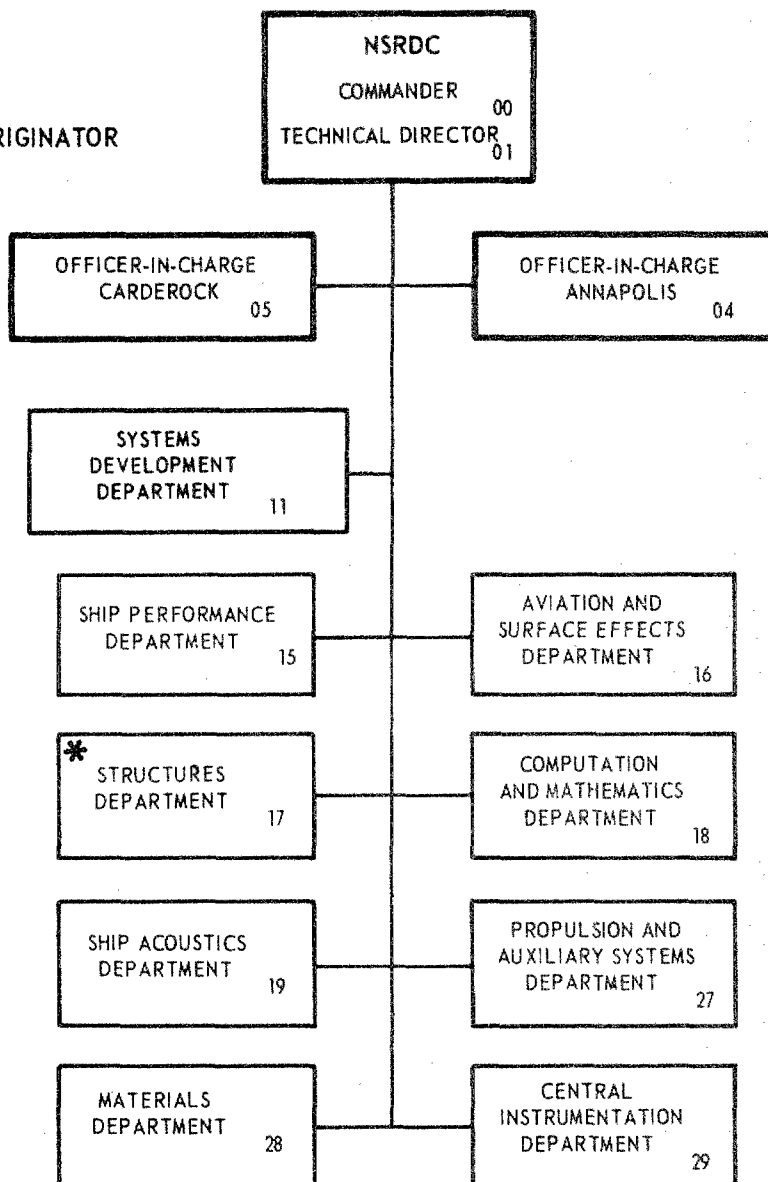 NSRDC
COMMANDER
00
TECHNICAL DIRECTOR
01
RIGINATOR
OFFICER-IN-CHARGE
CARDEROCK
05
OFFICER-IN-CHARGE
ANNAPOLIS
04
SYSTEMS
DEVELOPMENT
DEPARTMENT
11
SHIP PERFORMANCE
DEPARTMENT
15
AVIATION AND
SURFACE EFFECTS
DEPARTMENT
16
*
STRUCTURES
DEPARTMENT
17
COMPUTATION
AND MATHEMATICS
DEPARTMENT
18
SHIP ACOUSTICS
DEPARTMENT
19
PROPULSION AND
AUXILIARY SYSTEMS
DEPARTMENT
27
MATERIALS
DEPARTMENT
28
CENTRAL
INSTRUMENTATION
DEPARTMENT
29